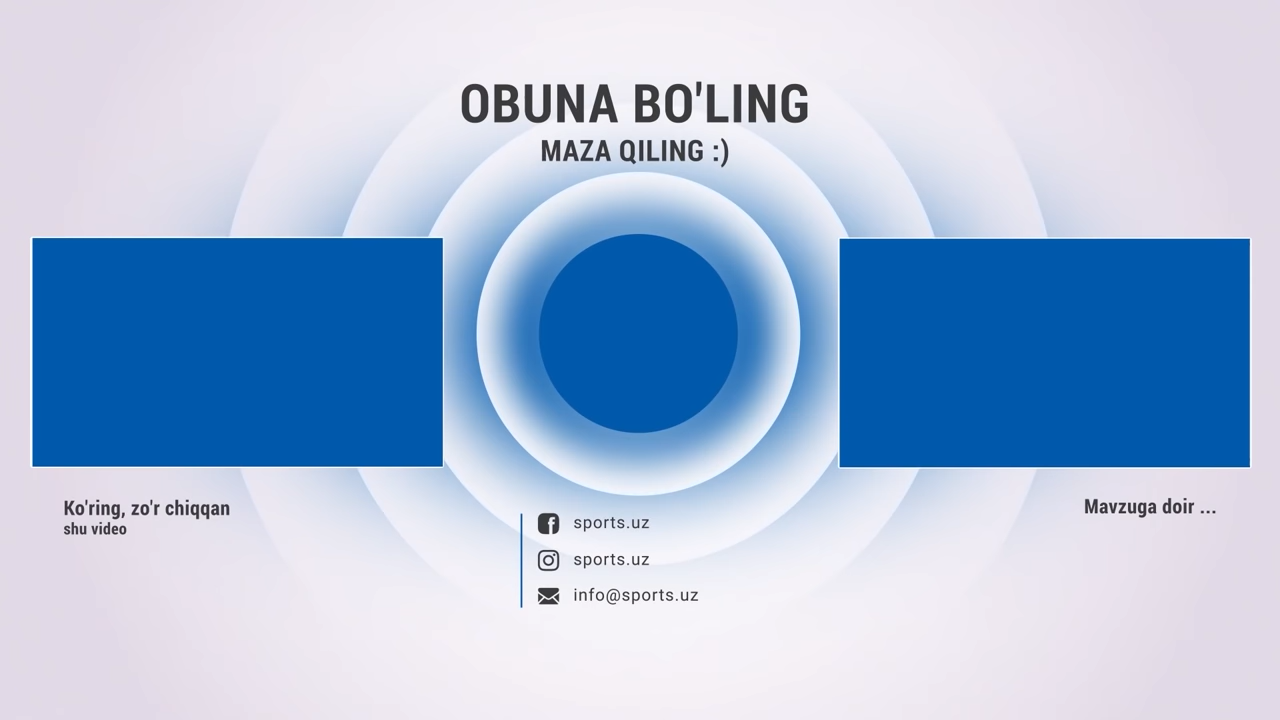 OBUNA BO'LING
MAZA QILING :)
Ko'ring, zo'r chiqqan
shu video
Mavzuga doir ...
sports.uz
sports.uz
info@sports.uz